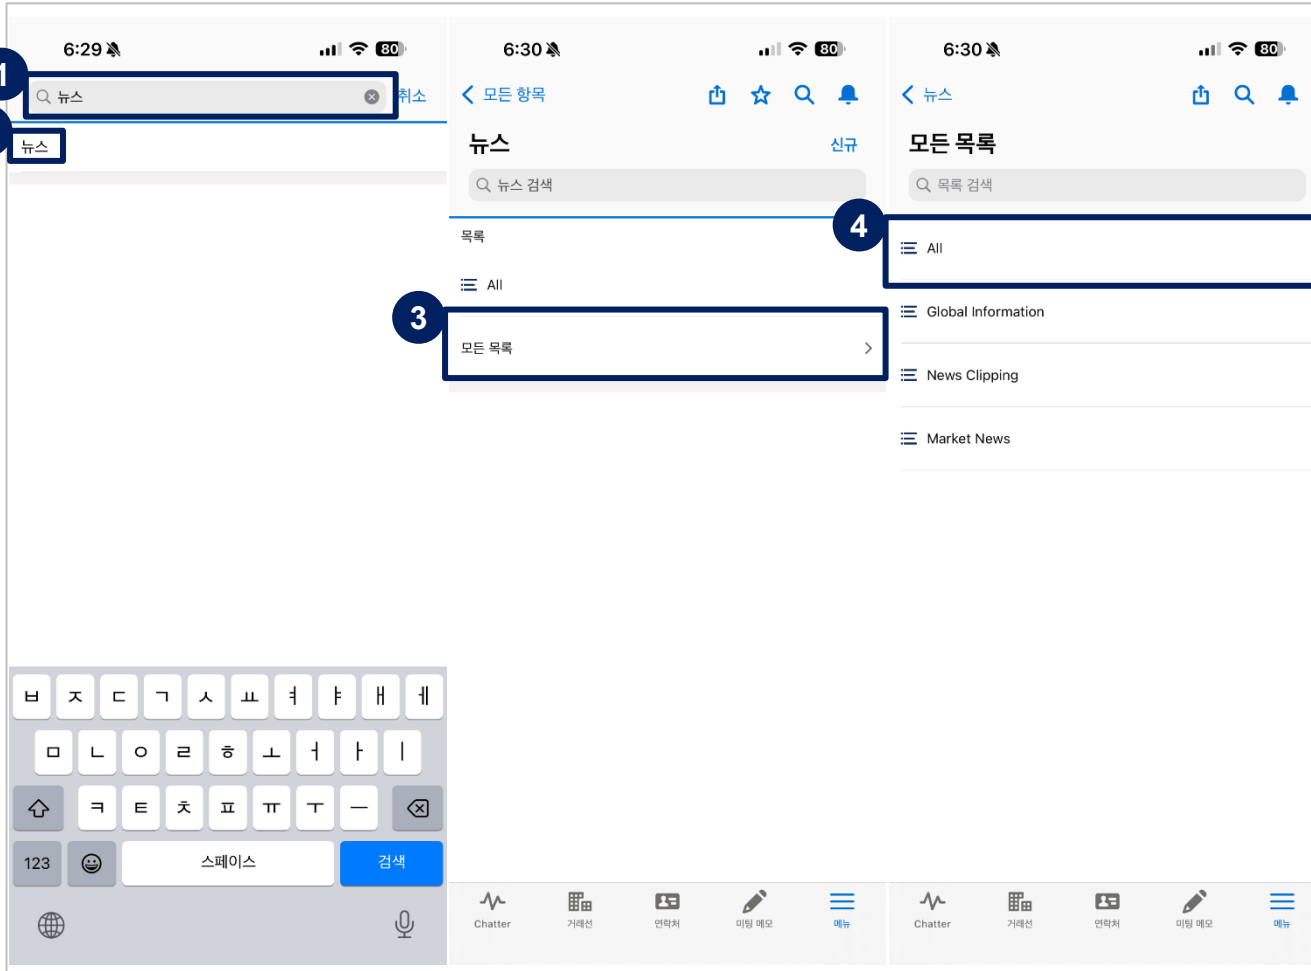 6:29
80
1
뉴스
취소
뉴스
ㅂ ㅈ ㄷ ㄱ ㅅ ㅛ ㅕ ㅑ ㅐ ㅔ
ㅁ ㄴ ㅇ ㄹ ㅎ ㅗ ㅓ ㅏ ㅣ
ㅋ ㅌ ㅊ ㅍ ㅠ ㅜ ㅡ
123 스페이스 검색
6:30
80
모든 항목
뉴스
신규
뉴스 검색
목록
All
3
모든 목록
Chatter 거래선 연락처 미팅 메모 메뉴
6:30
80
뉴스
모든 목록
목록 검색
4
All
Global Information
News Clipping
Market News
Chatter 거래선 연락처 미팅 메모 메뉴